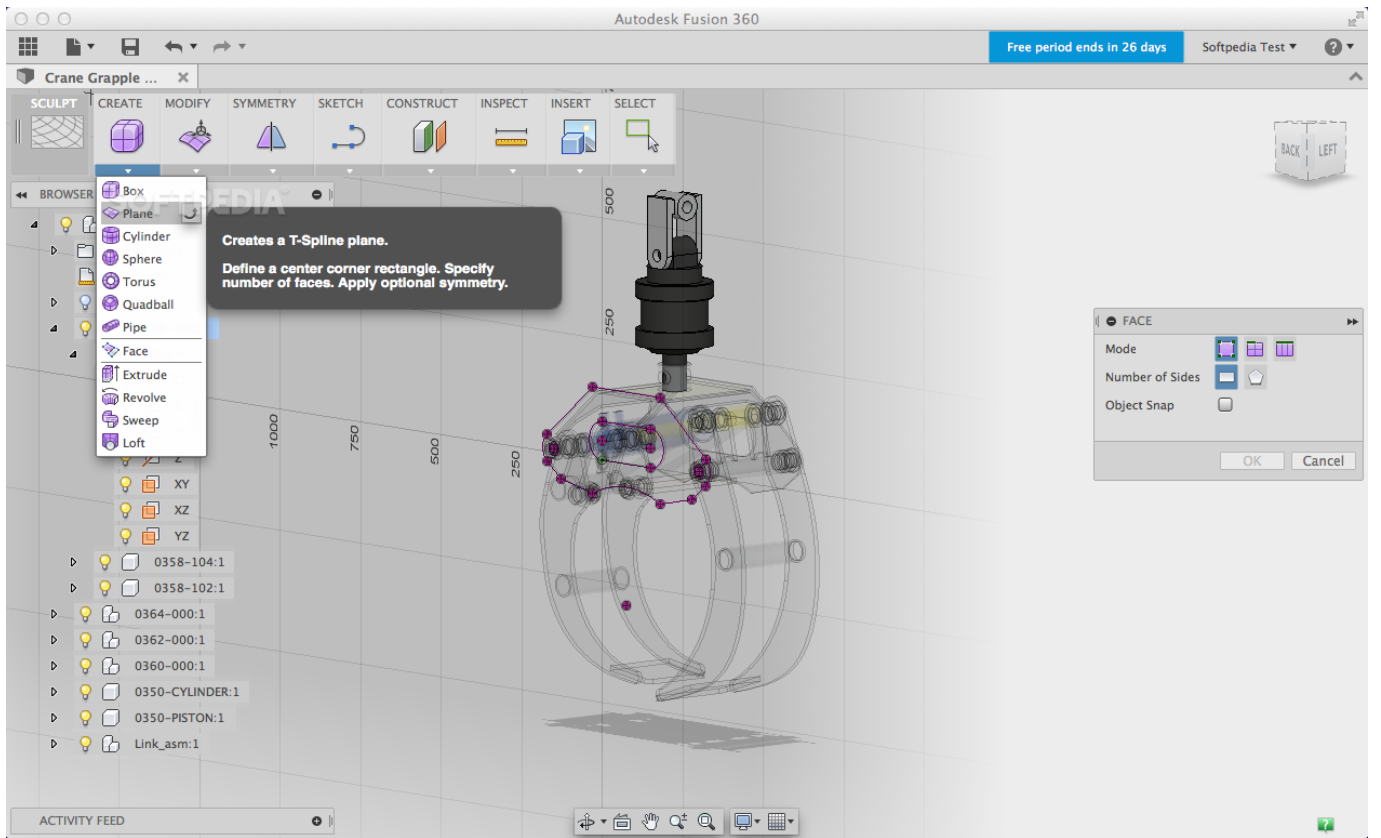 Autodesk Fusion 360
Free period ends in 26 days
Softpedia Test
?
Crane Grapple ...
SCULPT CREATE MODIFY SYMMETRY SKETCH CONSTRUCT INSPECT INSERT SELECT
BROWSER
SOFTPEDIA
Box
Plane
Cylinder
Sphere
Torus
Quadball
Pipe
Face
Extrude
Revolve
Sweep
Loft
Creates a T-Spline plane.
Define a center corner rectangle. Specify
number of faces. Apply optional symmetry.
Z
XY
XZ
YZ
0358-104:1
0358-102:1
0364-000:1
0362-000:1
0360-000:1
0350-CYLINDER:1
0350-PISTON:1
Link_asm:1
500
250
1000
750
500
250
BACK LEFT
FACE
Mode
Number of Sides
Object Snap
OK Cancel
ACTIVITY FEED
?